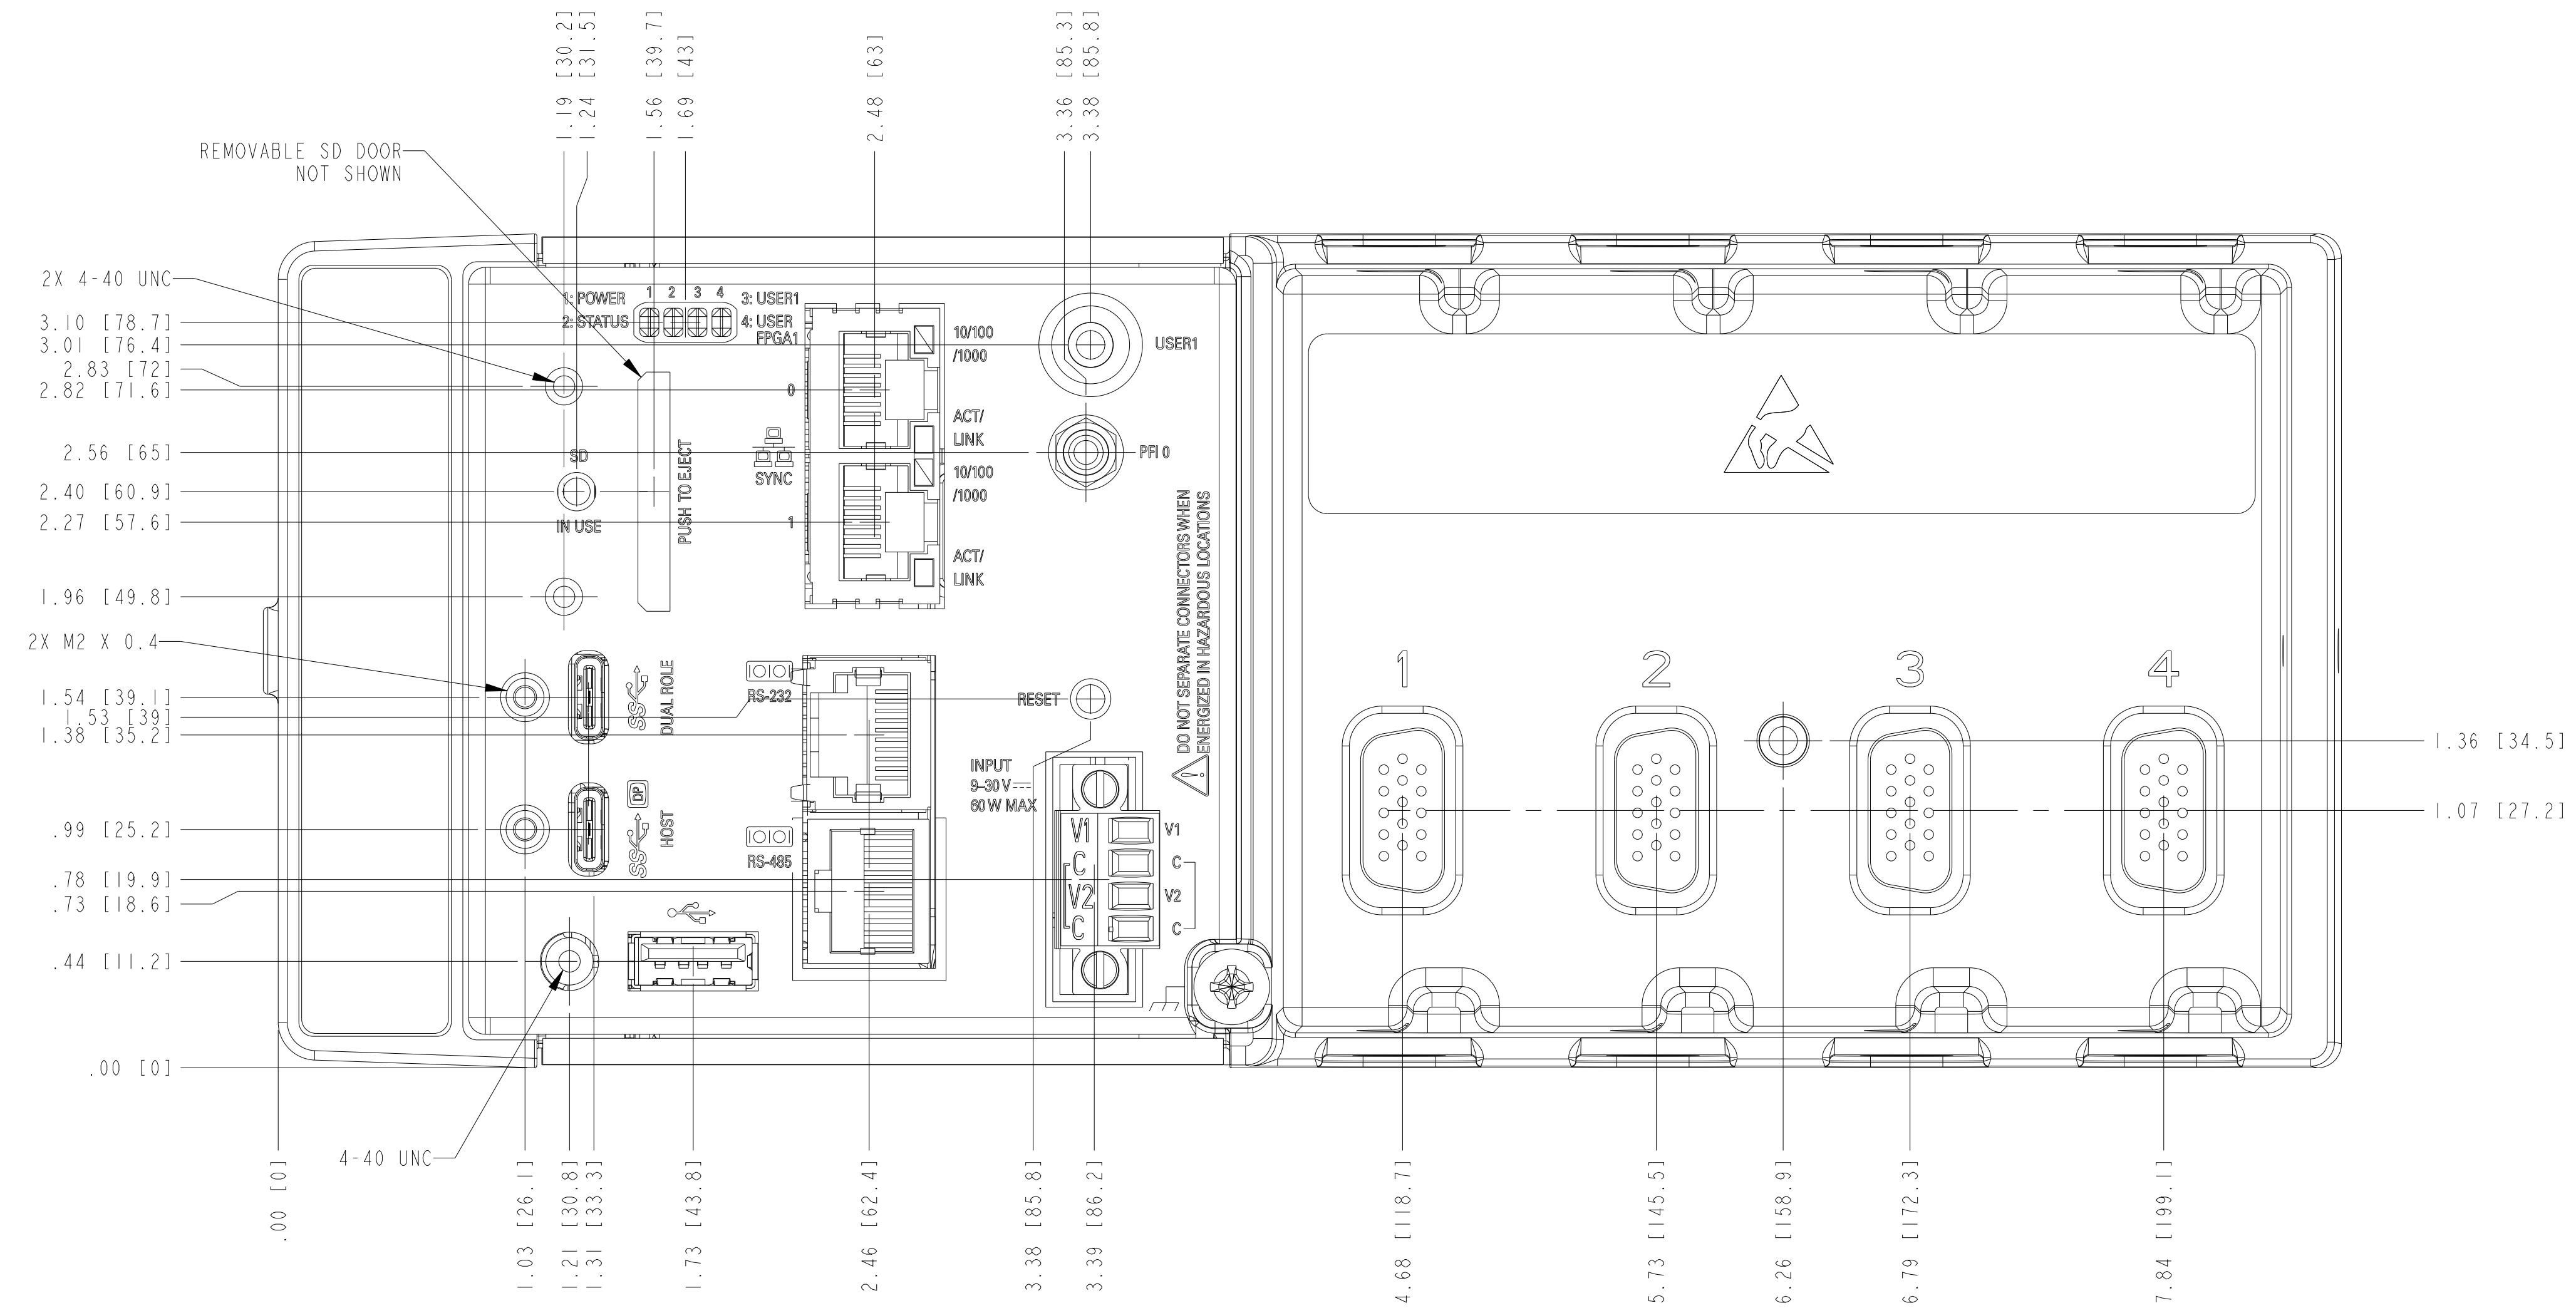 1.19 [30.2]
1.24 [31.5]
1.56 [39.7]
1.69 [43]
2.48 [63]
3.36 [85.3]
3.38 [85.8]
REMOVABLE SD DOOR
NOT SHOWN
2X 4-40 UNC
3.10 [78.7]
3.01 [76.4]
2.83 [72]
2.82 [71.6]
2.56 [65]
2.40 [60.9]
2.27 [57.6]
1.96 [49.8]
2X M2 X 0.4
1.54 [39.1]
1.53 [39]
1.38 [35.2]
.99 [25.2]
.78 [19.9]
.73 [18.6]
.44 [11.2]
.00 [0]
4-40 UNC
1: POWER
2: STATUS
1 2 3 4
3: USER1
4: USER
FPGA1
SD
IN USE
PUSH TO EJECT
0
SYNC
1
10/100
/1000
ACT/
LINK
10/100
/1000
ACT/
LINK
USER1
PFI 0
DO NOT SEPARATE CONNECTORS WHEN
ENERGIZED IN HAZARDOUS LOCATIONS
SS
DUAL ROLE
RS-232
RESET
INPUT
9–30 V
60 W MAX
DP
SS
HOST
RS-485
V1
C
V2
C
V1
C
V2
C
1
2
3
4
1.36 [34.5]
1.07 [27.2]
.00 [0]
1.03 [26.1]
1.21 [30.8]
1.31 [33.3]
1.73 [43.8]
2.46 [62.4]
3.38 [85.8]
3.39 [86.2]
4.68 [118.7]
5.73 [145.5]
6.26 [158.9]
6.79 [172.3]
7.84 [199.1]